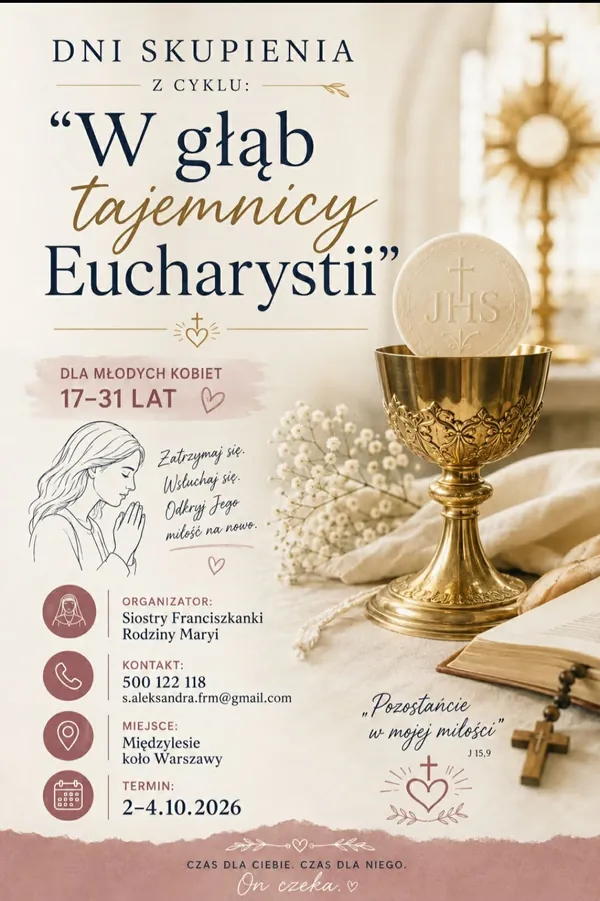 DNI SKUPIENIA
Z CYKLU:
“W głąb
tajemnicy
Eucharystii”
DLA MŁODYCH KOBIET
17–31 LAT
Zatrzymaj się.
Wsłuchaj się.
Odkryj Jego
miłość na nowo.
JHS
ORGANIZATOR:
Siostry Franciszkanki
Rodziny Maryi
KONTAKT:
500 122 118
s.aleksandra.frm@gmail.com
MIEJSCE:
Międzylesie
koło Warszawy
TERMIN:
2–4.10.2026
„Pozostańcie
w mojej miłości”
J 15,9
CZAS DLA CIEBIE. CZAS DLA NIEGO.
On czeka.